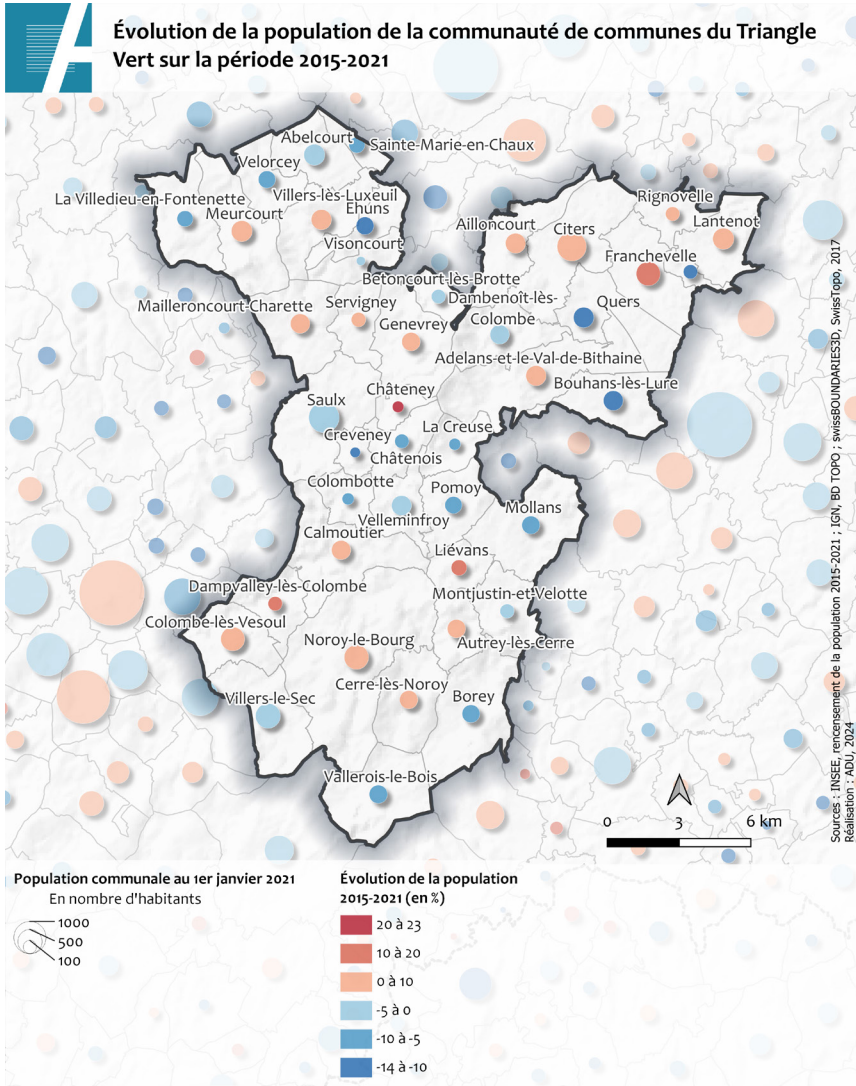 Évolution de la population de la communauté de communes du Triangle
Vert sur la période 2015-2021
Abelcourt
Sainte-Marie-en-Chaux
Velorcey
La Villedieu-en-Fontenette
Villers-lès-Luxeuil
Meurcourt
Ehuns
Visoncourt
Rignovelle
Ailloncourt
Citers
Lantenot
Franchevelle
Betoncourt-lès-Brotte
Mailleroncourt-Charette
Servigney
Dambenoît-lès-
Colombe
Quers
Genevrey
Adelans-et-le-Val-de-Bithaine
Bouhans-lès-Lure
Châteney
Saulx
La Creuse
Creveney
Châtenois
Colombotte
Pomoy
Velleminfroy
Mollans
Calmoutier
Liévans
Dampvalley-lès-Colombe
Montjustin-et-Velotte
Colombe-lès-Vesoul
Noroy-le-Bourg
Autrey-lès-Cerre
Cerre-lès-Noroy
Villers-le-Sec
Borey
Vallerois-le-Bois
0 3 6 km
Sources : INSEE, rencensement de la population 2015-2021 ; IGN, BD TOPO ; swissBOUNDARIES3D, SwissTopo, 2017
Réalisation : ADU, 2024
Population communale au 1er janvier 2021
En nombre d'habitants
1000
500
100
Évolution de la population
2015-2021 (en %)
20 à 23
10 à 20
0 à 10
-5 à 0
-10 à -5
-14 à -10